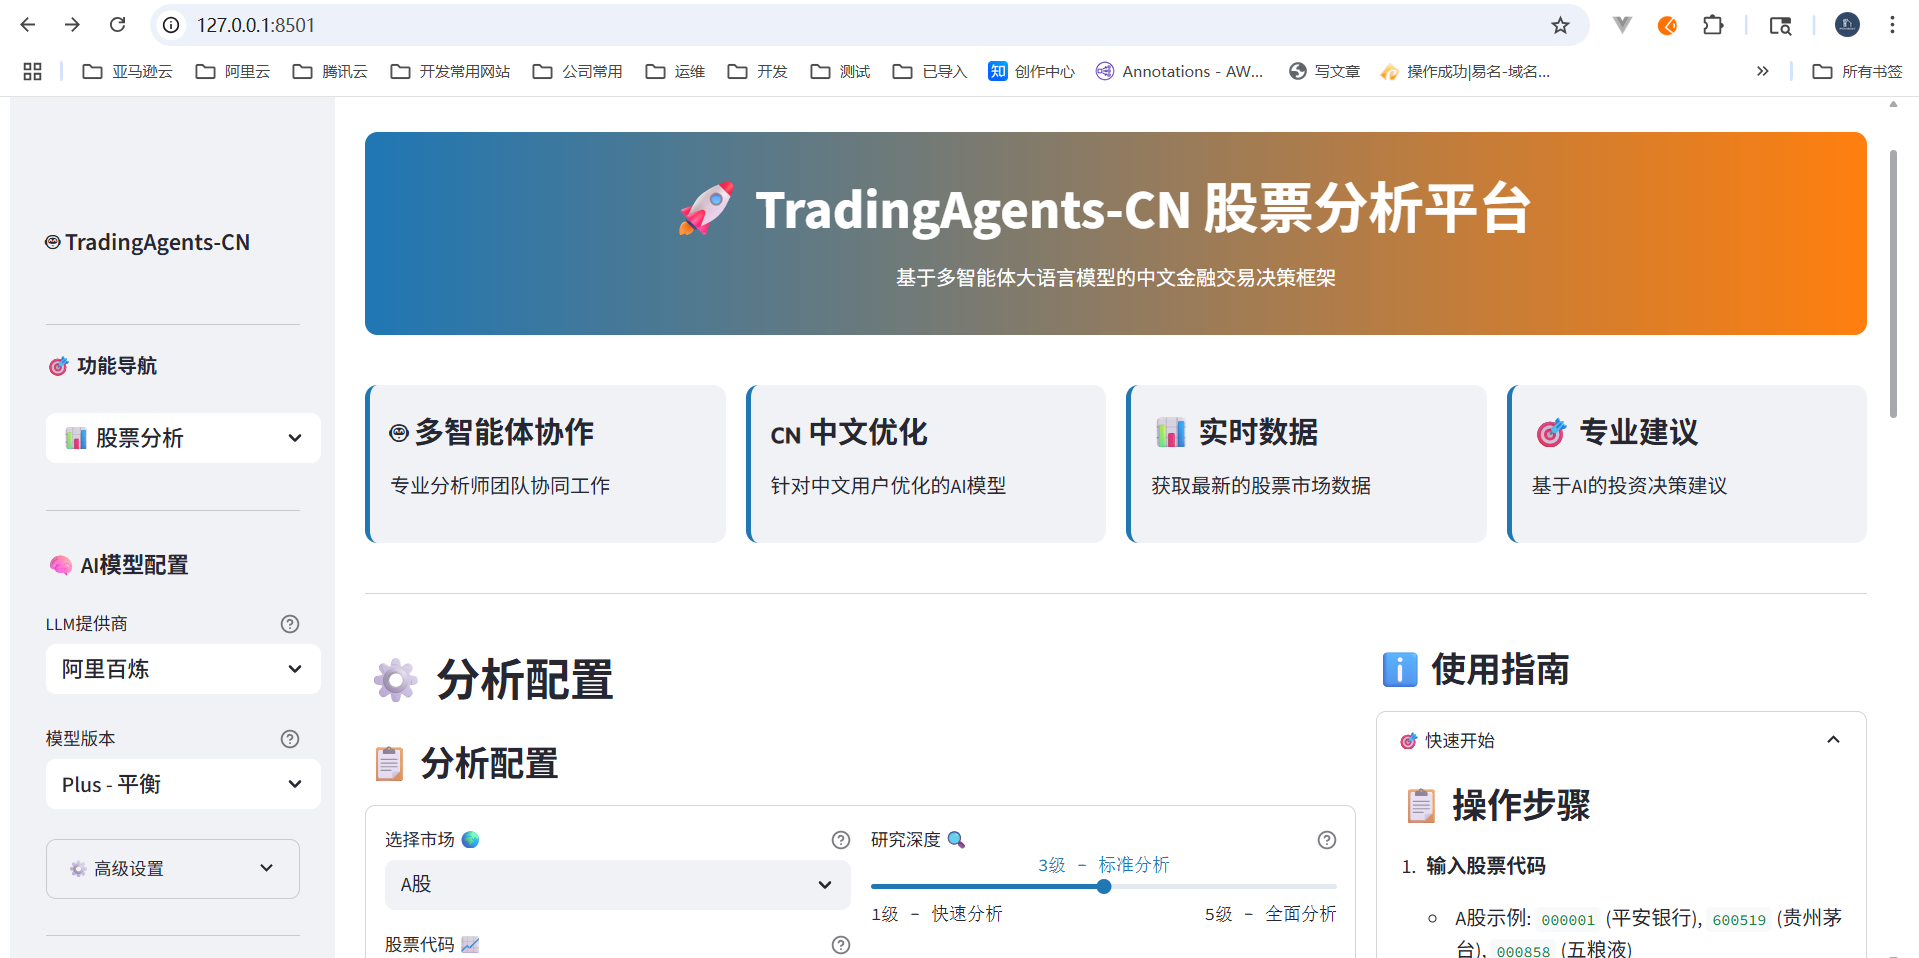 127.0.0.1:8501
亚马逊云
阿里云
腾讯云
开发常用网站
公司常用
运维
开发
测试
已导入
知 创作中心
Annotations - AW...
写文章
操作成功|易名-域名...
所有书签
TradingAgents-CN
功能导航
股票分析
AI模型配置
LLM提供商
阿里百炼
模型版本
Plus - 平衡
高级设置
TradingAgents-CN 股票分析平台
基于多智能体大语言模型的中文金融交易决策框架
多智能体协作
专业分析师团队协同工作
CN 中文优化
针对中文用户优化的AI模型
实时数据
获取最新的股票市场数据
专业建议
基于AI的投资决策建议
分析配置
分析配置
选择市场
A股
股票代码
研究深度
3级 - 标准分析
1级 - 快速分析
5级 - 全面分析
使用指南
快速开始
操作步骤
1. 输入股票代码
A股示例: 000001 (平安银行), 600519 (贵州茅
台), 000858 (五粮液)